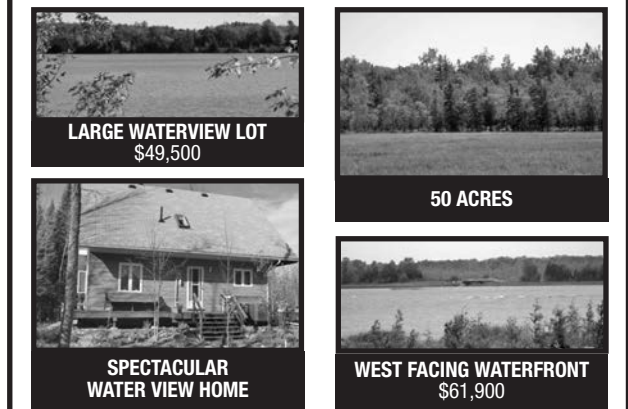 LARGE WATERVIEW LOT
$49,500
50 ACRES
SPECTACULAR
WATER VIEW HOME
WEST FACING WATERFRONT
$61,900